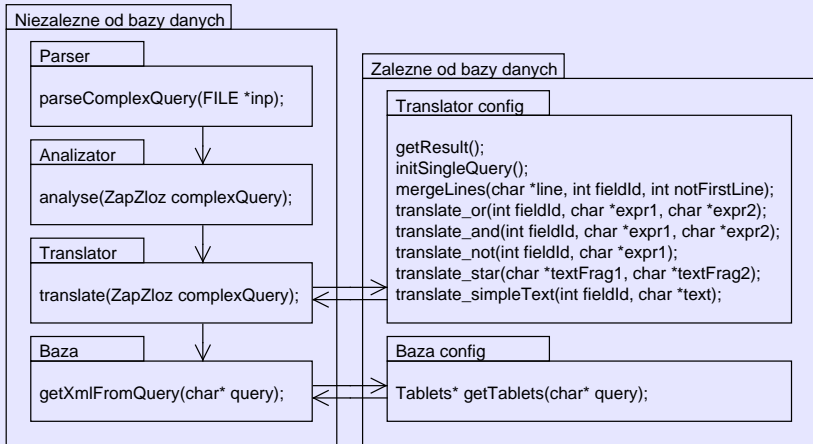 Niezalezne od bazy danych
Parser
parseComplexQuery(FILE *inp);
Analizator
analyse(ZapZloz complexQuery);
Translator
translate(ZapZloz complexQuery);
Baza
getXmlFromQuery(char* query);
Zalezne od bazy danych
Translator config
getResult();
initSingleQuery();
mergeLines(char *line, int fieldId, int notFirstLine);
translate_or(int fieldId, char *expr1, char *expr2);
translate_and(int fieldId, char *expr1, char *expr2);
translate_not(int fieldId, char *expr1);
translate_star(char *textFrag1, char *textFrag2);
translate_simpleText(int fieldId, char *text);
Baza config
Tablets* getTablets(char* query);